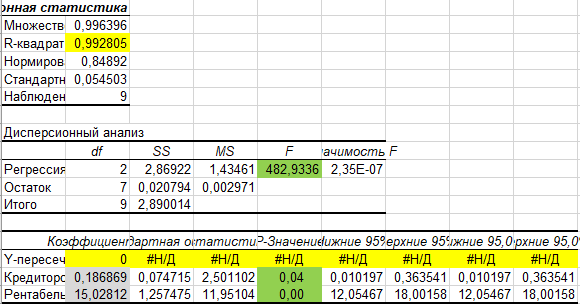 онная статистика
Множеств 0,996396
R-квадрат 0,992805
Нормиров 0,84892
Стандартн 0,054503
Наблюден 9
Дисперсионный анализ
df SS MS F ачимость F
Регрессия 2 2,86922 1,43461 482,9336 2,35E-07
Остаток 7 0,020794 0,002971
Итого 9 2,890014
Коэффициент дартная о статисти Р-Значение ижние 95% ерхние 95% жние 95,0 рхние 95,0%
Y-пересеч 0 #Н/Д #Н/Д #Н/Д #Н/Д #Н/Д #Н/Д #Н/Д
Кредитор 0,186869 0,074715 2,501102 0,04 0,010197 0,363541 0,010197 0,363541
Рентабель 15,02812 1,257475 11,95104 0,00 12,05467 18,00158 12,05467 18,00158